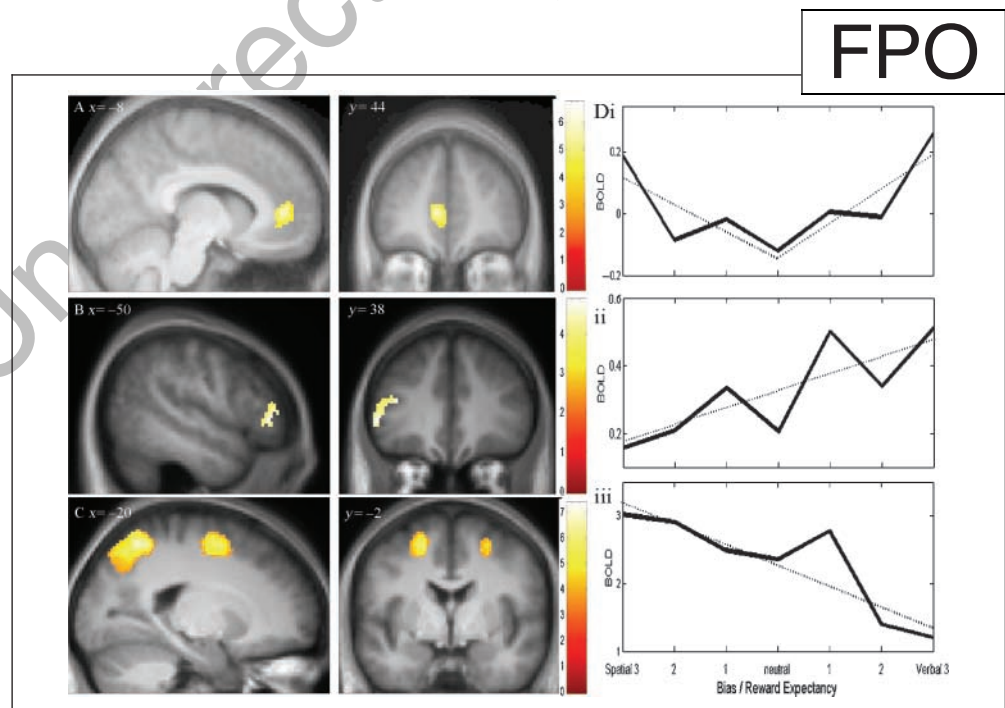 FPO
Uncorrect
A x= –8
y= 44
6
5
4
3
2
1
0
Di
0.2
0
–0.2
BOLD
B x= –50
y= 38
4
3
2
1
0
ii
0.6
0.4
0.2
BOLD
C x= –20
y= –2
7
6
5
4
3
2
1
0
iii
3
2
1
BOLD
Spatial 3 2 1 neutral 1 2 Verbal 3
Bias / Reward Expectancy